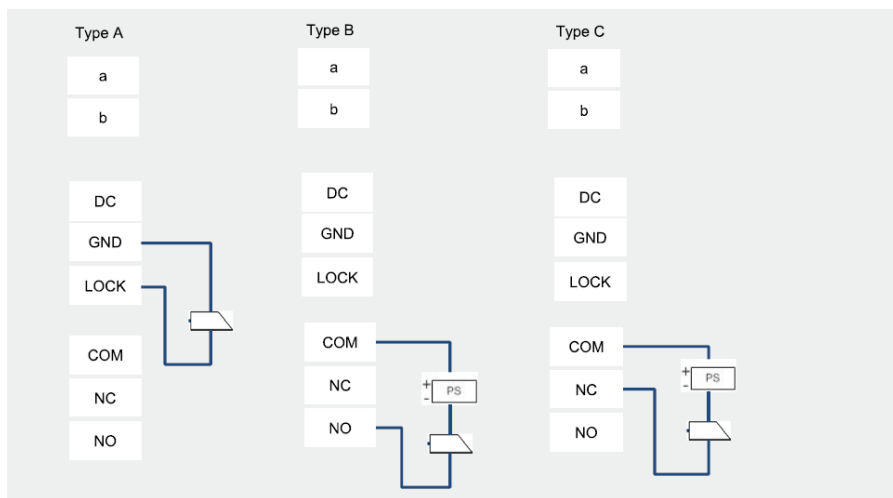 Type A
a
b
DC
GND
LOCK
COM
NC
NO
Type B
a
b
DC
GND
LOCK
COM
NC
NO
+
-
PS
Type C
a
b
DC
GND
LOCK
COM
NC
NO
+
-
PS